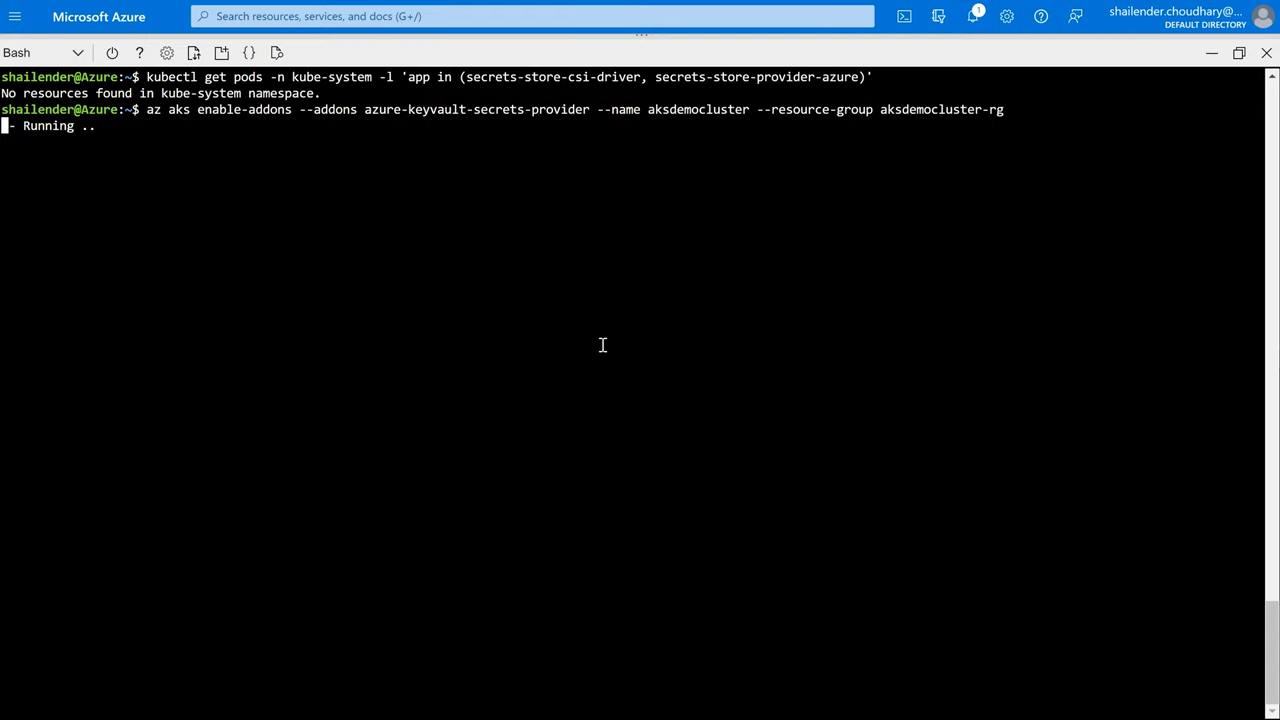 Microsoft Azure
Search resources, services, and docs (G+/)
1
shailender.choudhary@...
DEFAULT DIRECTORY
Bash
?
{}
shailender@Azure:~$ kubectl get pods -n kube-system -l 'app in (secrets-store-csi-driver, secrets-store-provider-azure)'
No resources found in kube-system namespace.
shailender@Azure:~$ az aks enable-addons --addons azure-keyvault-secrets-provider --name aksdemocluster --resource-group aksdemocluster-rg
- Running ..